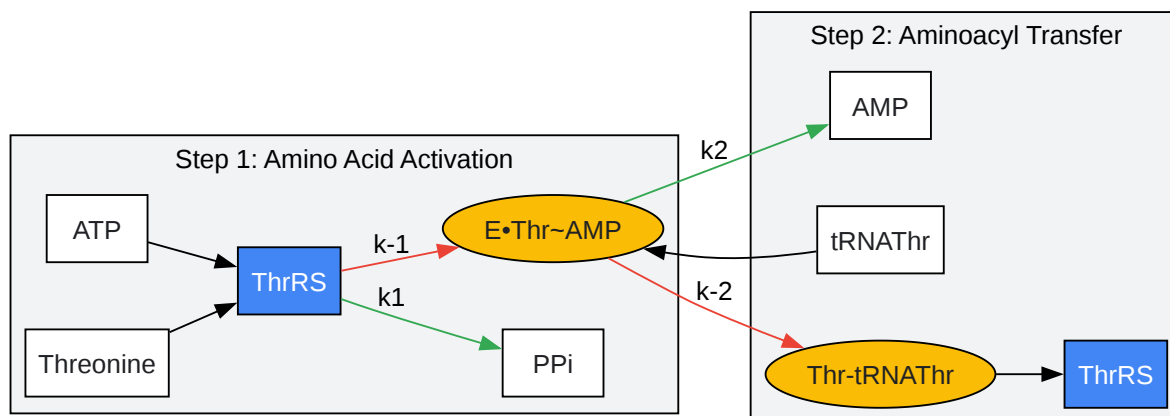 Step 1: Amino Acid Activation
ATP
Threonine
ThrRS
k-1
k1
E•Thr~AMP
PPi
Step 2: Aminoacyl Transfer
k2
AMP
tRNAThr
k-2
Thr-tRNAThr
ThrRS